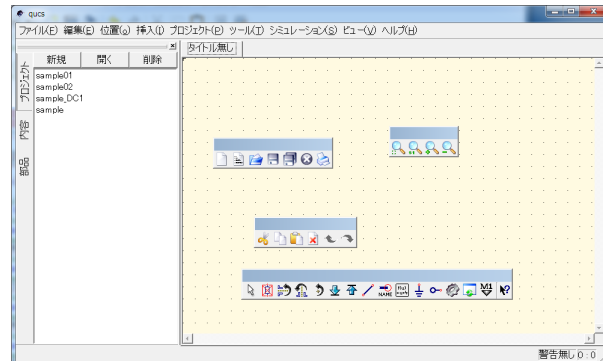 qucs
ファイル(F) 編集(E) 位置(o) 挿入(I) プロジェクト(P) ツール(T) シミュレーション(S) ビュー(V) ヘルプ(H)
タイトル無し
新規 開く 削除
プロジェクト
内容
部品
sample01
sample02
sample_DC1
sample
NAME
M1
警告無し 0 : 0